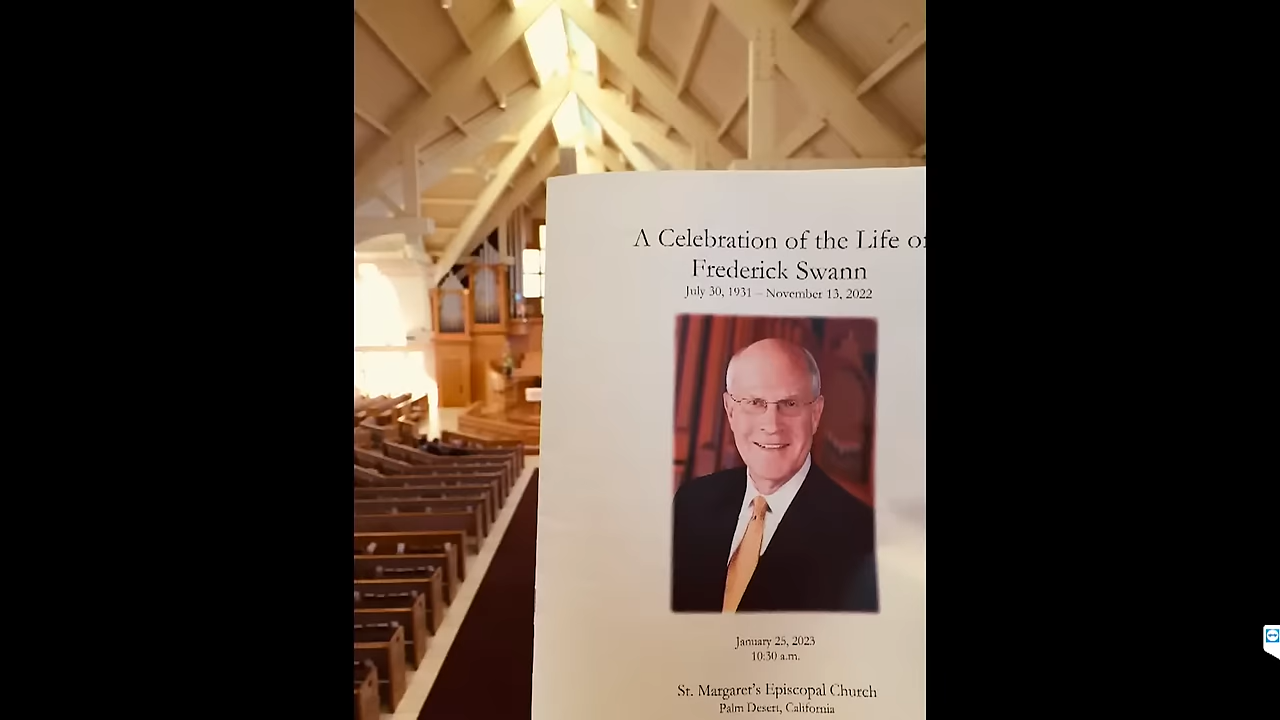 A Celebration of the Life of
Frederick Swann
July 30, 1931 – November 13, 2022
January 25, 2023
10:30 a.m.
St. Margaret's Episcopal Church
Palm Desert, California